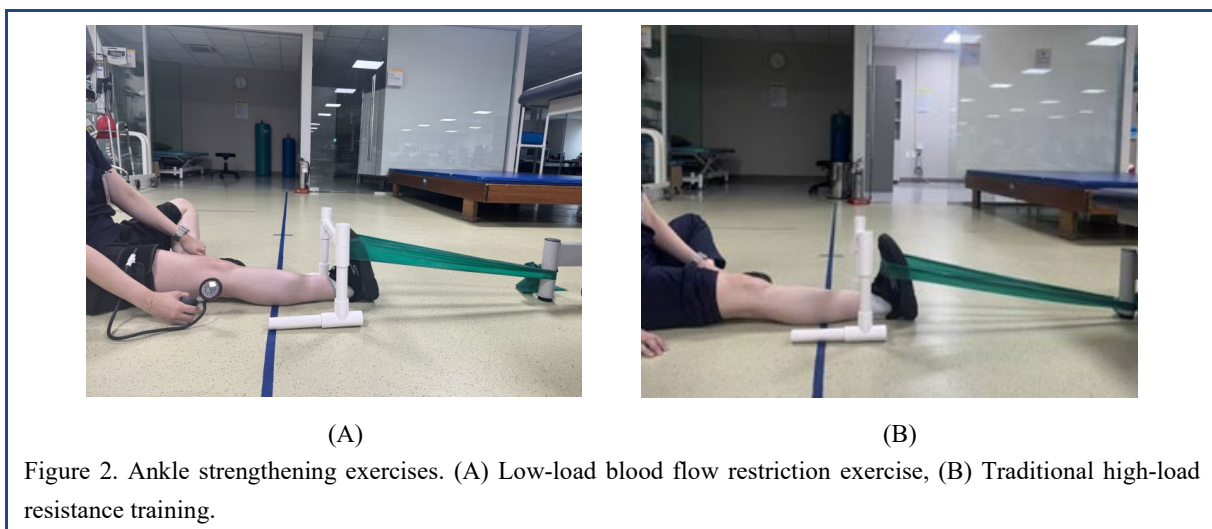 (A)
(B)
Figure 2. Ankle strengthening exercises. (A) Low-load blood flow restriction exercise, (B) Traditional high-load
resistance training.